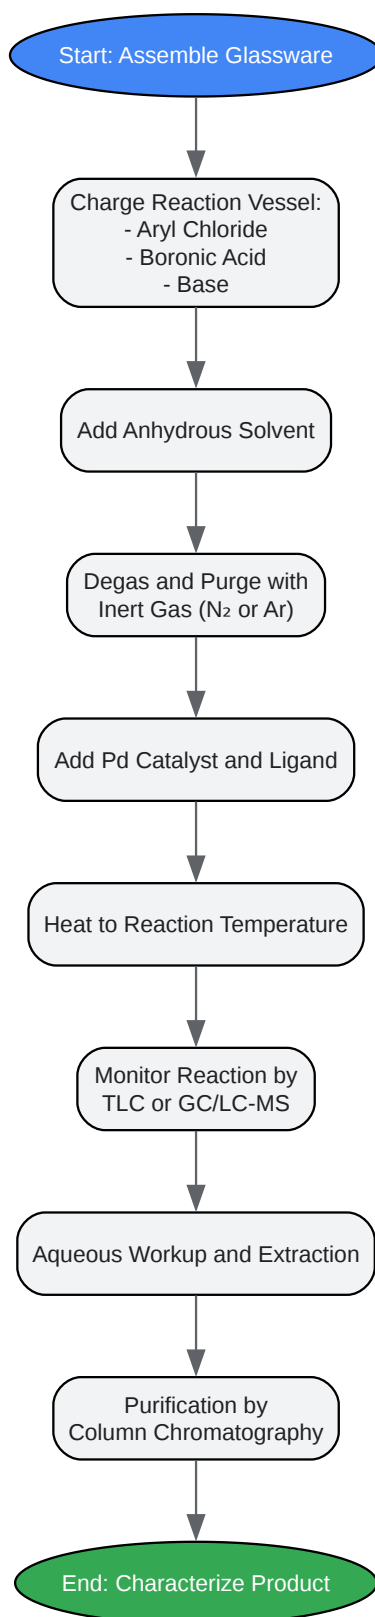 Start: Assemble Glassware
Charge Reaction Vessel:
- Aryl Chloride
- Boronic Acid
- Base
Add Anhydrous Solvent
Degas and Purge with
Inert Gas (N₂ or Ar)
Add Pd Catalyst and Ligand
Heat to Reaction Temperature
Monitor Reaction by
TLC or GC/LC-MS
Aqueous Workup and Extraction
Purification by
Column Chromatography
End: Characterize Product